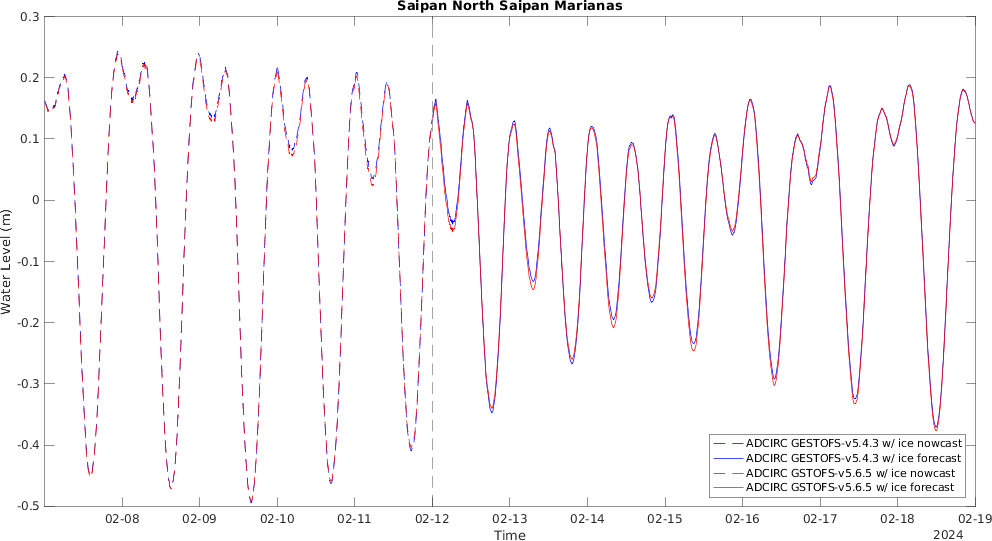 Saipan North Saipan Marianas
0.3
0.2
0.1
0
-0.1
-0.2
-0.3
-0.4
-0.5
Water Level (m)
ADCIRC GESTOFS-v5.4.3 w/ ice nowcast
ADCIRC GESTOFS-v5.4.3 w/ ice forecast
ADCIRC GSTOFS-v5.6.5 w/ ice nowcast
ADCIRC GSTOFS-v5.6.5 w/ ice forecast
02-08 02-09 02-10 02-11 02-12 02-13 02-14 02-15 02-16 02-17 02-18 02-19
Time
2024